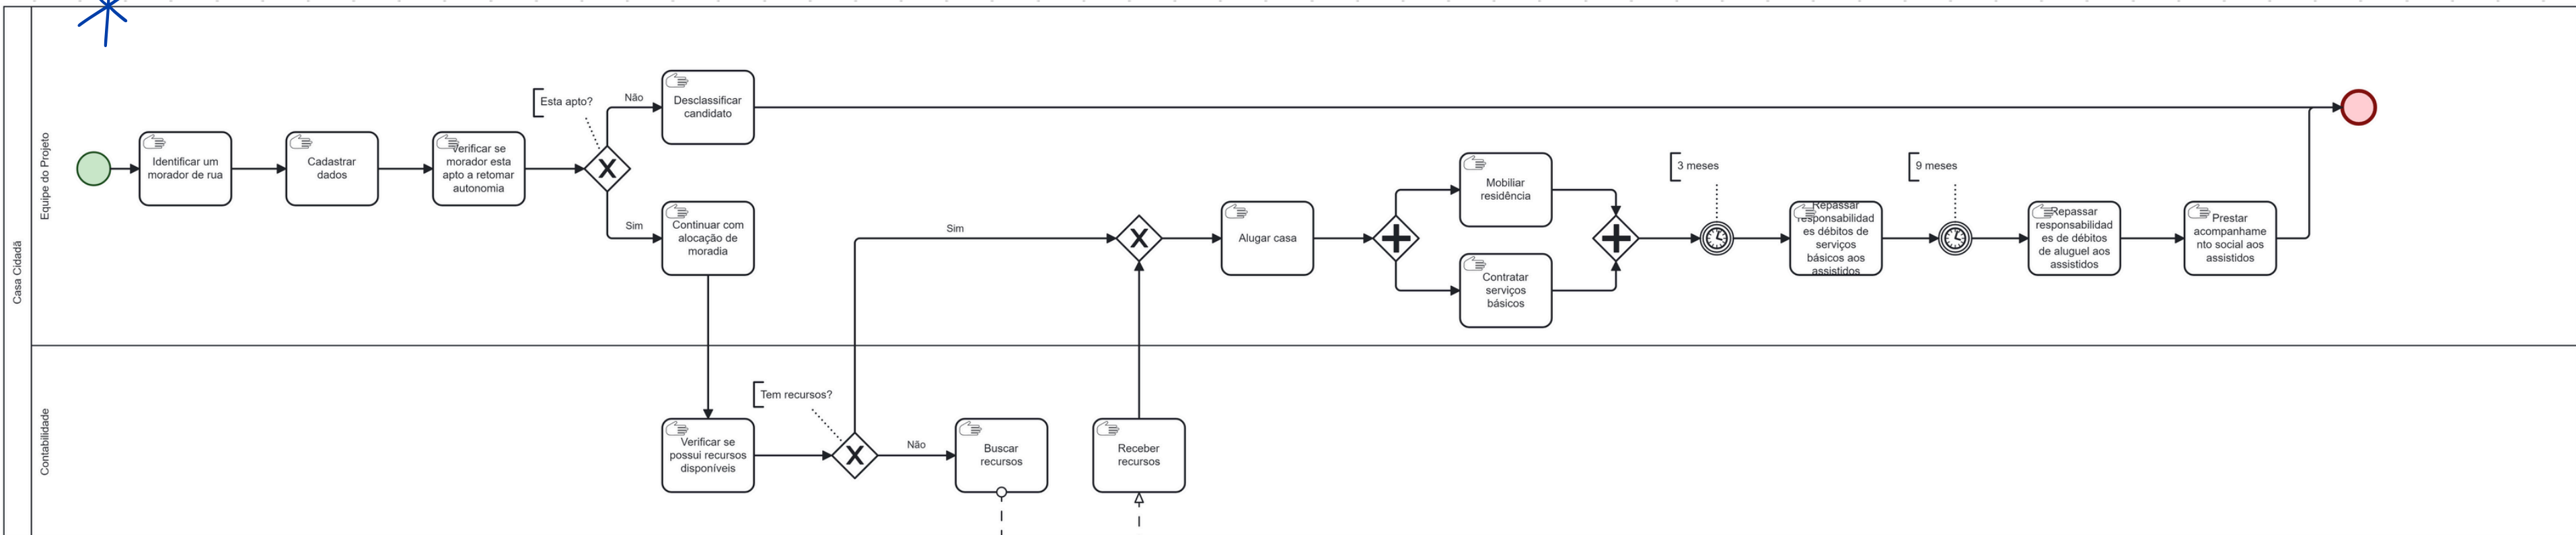 Casa Cidadã
Equipe do Projeto
Identificar um
morador de rua
Cadastrar
dados
Verificar se
morador esta
apto a retomar
autonomia
Esta apto?
Não
Desclassificar
candidato
Sim
Continuar com
alocação de
moradia
Sim
Alugar casa
Mobiliar
residência
Contratar
serviços
básicos
3 meses
Repassar
responsabilidad
es débitos de
serviços
básicos aos
assistidos
9 meses
Repassar
responsabilidad
es de débitos
de aluguel aos
assistidos
Prestar
acompanhame
nto social aos
assistidos
Contabilidade
Verificar se
possui recursos
disponíveis
Tem recursos?
Não
Buscar
recursos
Receber
recursos